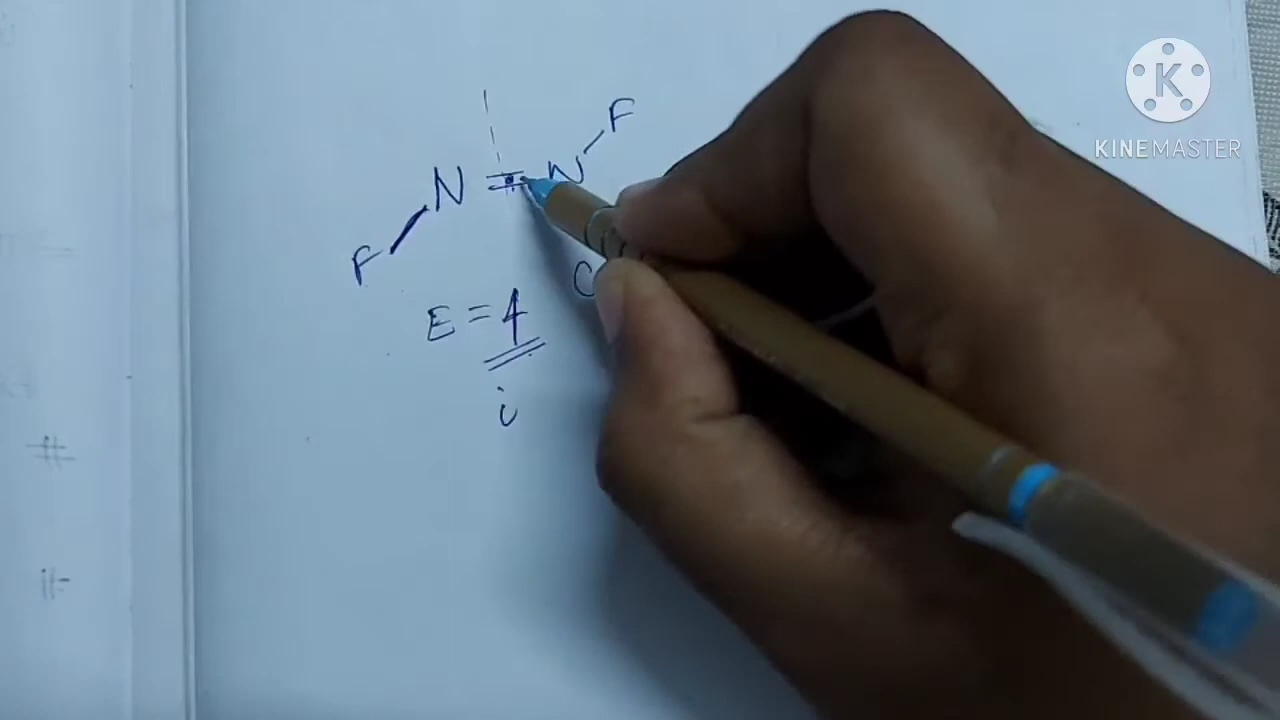 F
N = N
F
C
E = 4
i
#
#
K
KINEMASTER